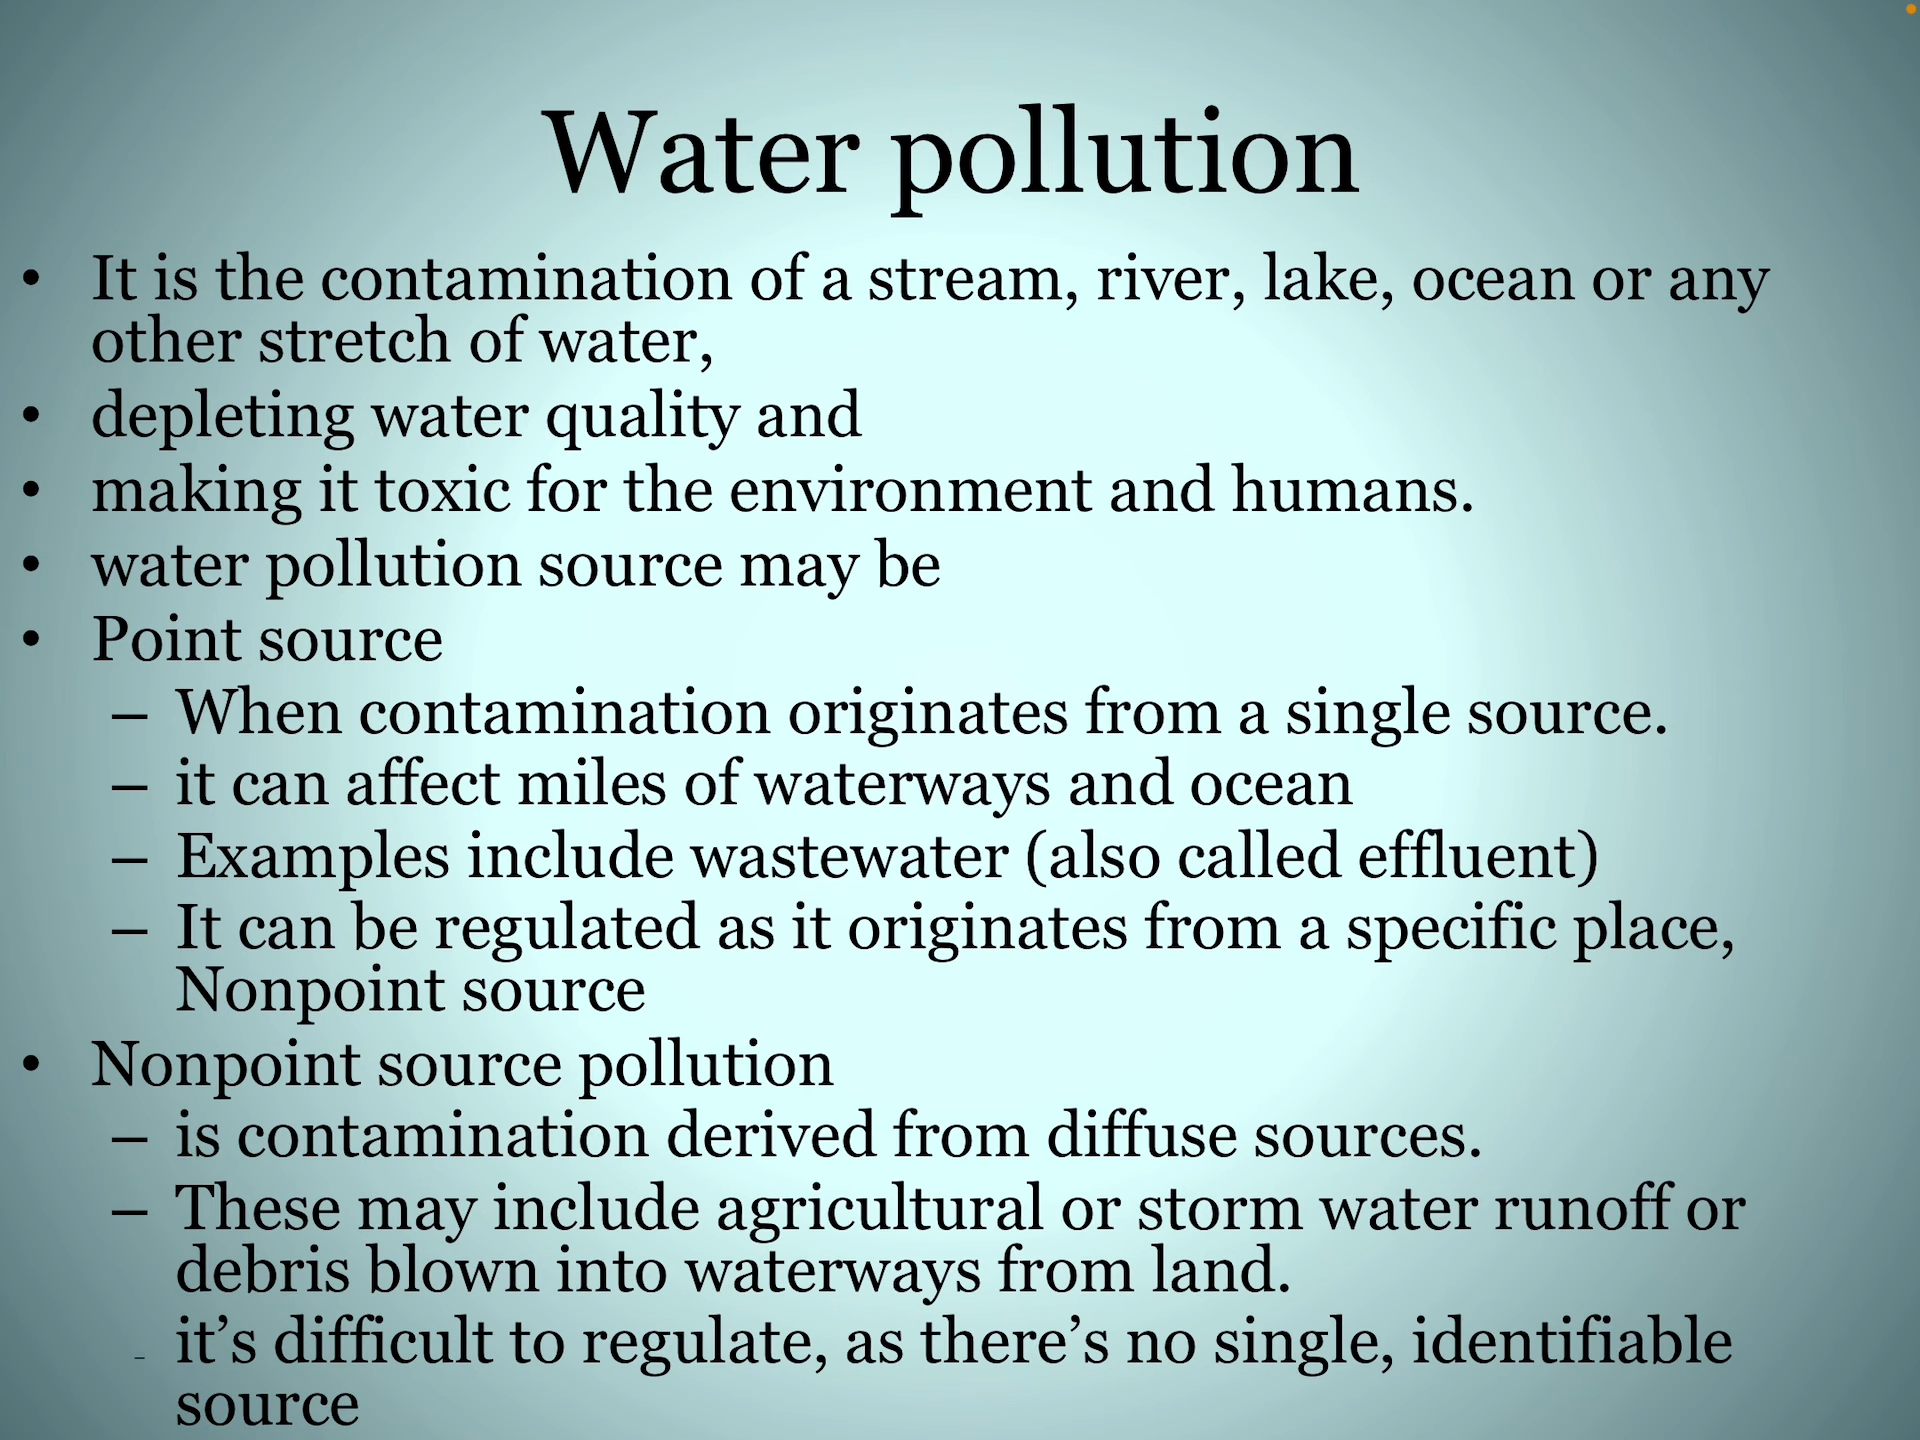 Water pollution
• It is the contamination of a stream, river, lake, ocean or any
other stretch of water,
• depleting water quality and
• making it toxic for the environment and humans.
• water pollution source may be
• Point source
– When contamination originates from a single source.
– it can affect miles of waterways and ocean
– Examples include wastewater (also called effluent)
– It can be regulated as it originates from a specific place,
Nonpoint source
• Nonpoint source pollution
– is contamination derived from diffuse sources.
– These may include agricultural or storm water runoff or
debris blown into waterways from land.
- it’s difficult to regulate, as there’s no single, identifiable
source